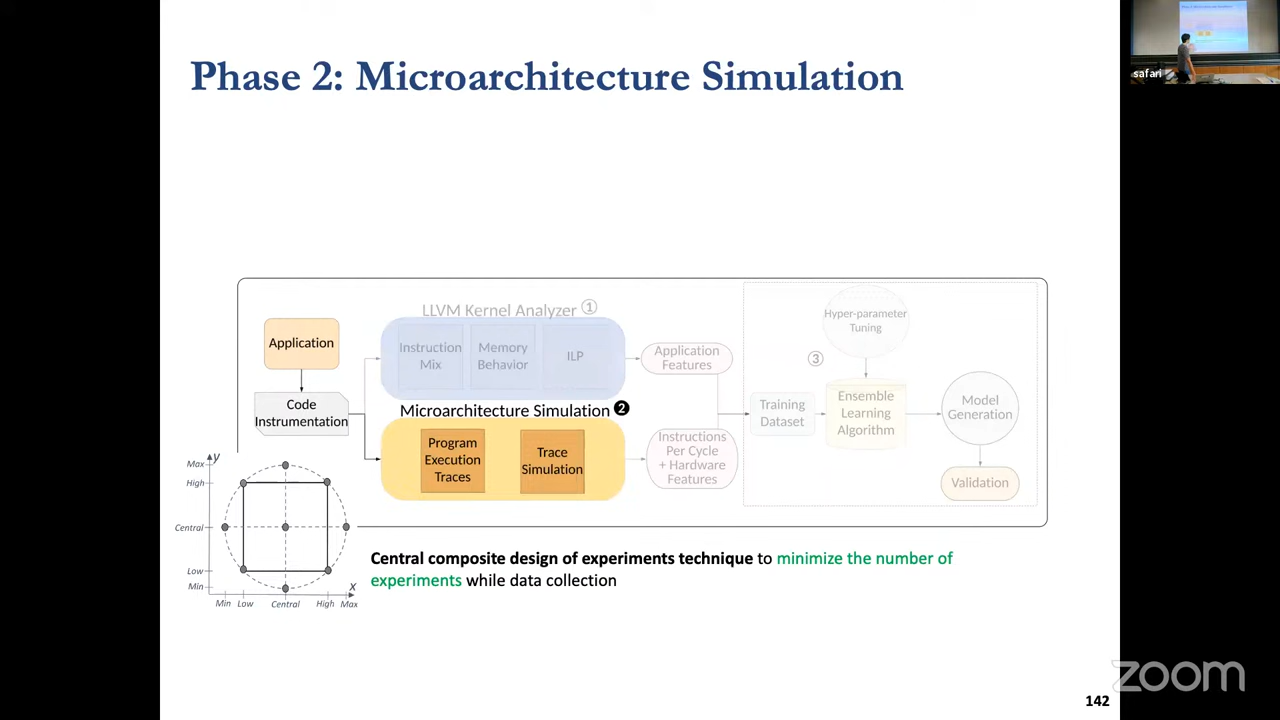 Phase 2: Microarchitecture Simulation
safari
LLVM Kernel Analyzer ①
Application
Instruction
Mix
Memory
Behavior
ILP
Application
Features
Hyper-parameter
Tuning
③
Code
Instrumentation
Microarchitecture Simulation ❷
Program
Execution
Traces
Trace
Simulation
Instructions
Per Cycle
+ Hardware
Features
Training
Dataset
Ensemble
Learning
Algorithm
Model
Generation
Validation
y
Max
High
Central
Low
Min
x
Min Low Central High Max
Central composite design of experiments technique to minimize the number of
experiments while data collection
142
zoom